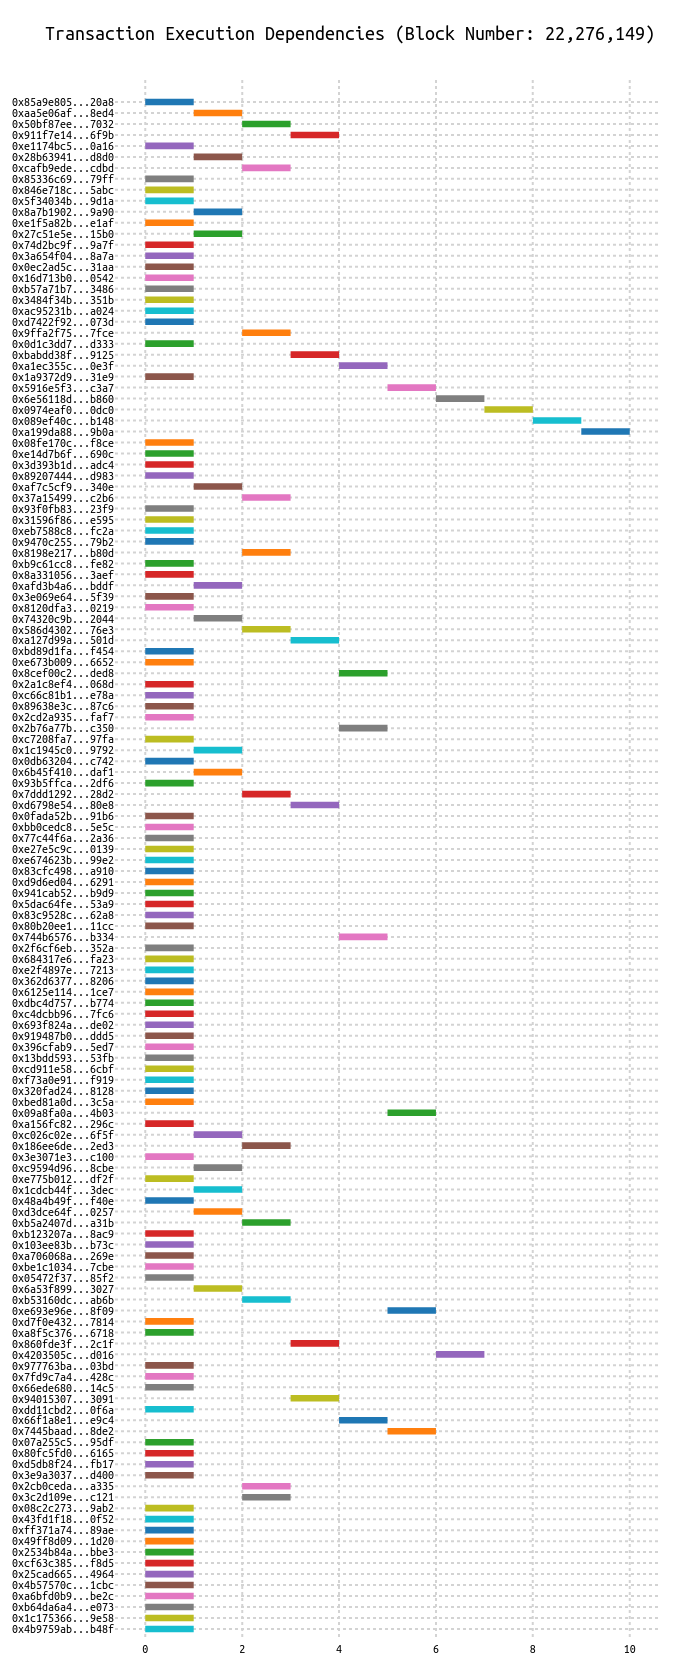 Transaction Execution Dependencies (Block Number: 22,276,149)
0x85a9e805...20a8
0xaa5e06af...8ed4
0x50bf87ee...7032
0x911f7e14...6f9b
0xe1174bc5...0a16
0x28b63941...d8d0
0xcafb9ede...cdbd
0x85336c69...79ff
0x846e718c...5abc
0x5f34034b...9d1a
0x8a7b1902...9a90
0xe1f5a82b...e1af
0x27c51e5e...15b0
0x74d2bc9f...9a7f
0x3a654f04...8a7a
0x0ec2ad5c...31aa
0x16d713b0...0542
0xb57a71b7...3486
0x3484f34b...351b
0xac95231b...a024
0xd7422f92...073d
0x9ffa2f75...7fce
0x0d1c3dd7...d333
0xbabdd38f...9125
0xa1ec355c...0e3f
0x1a9372d9...31e9
0x5916e5f3...c3a7
0x6e56118d...b860
0x0974eaf0...0dc0
0x089ef40c...b148
0xa199da88...9b0a
0x08fe170c...f8ce
0xe14d7b6f...690c
0x3d393b1d...adc4
0x89207444...d983
0xaf7c5cf9...340e
0x37a15499...c2b6
0x93f0fb83...23f9
0x31596f86...e595
0xeb7588c8...fc2a
0x9470c255...79b2
0x8198e217...b80d
0xb9c61cc8...fe82
0x8a331056...3aef
0xafd3b4a6...bddf
0x3e069e64...5f39
0x8120dfa3...0219
0x74320c9b...2044
0x586d4302...76e3
0xa127d99a...501d
0xbd89d1fa...f454
0xe673b009...6652
0x8cef00c2...ded8
0x2a1c8ef4...068d
0xc66c81b1...e78a
0x89638e3c...87c6
0x2cd2a935...faf7
0x2b76a77b...c350
0xc7208fa7...97fa
0x1c1945c0...9792
0x0db63204...c742
0x6b45f410...daf1
0x93b5ffca...2df6
0x7ddd1292...28d2
0xd6798e54...80e8
0x0fada52b...91b6
0xbb0cedc8...5e5c
0x77c44f6a...2a36
0xe27e5c9c...0139
0xe674623b...99e2
0x83cfc498...a910
0xd9d6ed04...6291
0x941cab52...b9d9
0x5dac64fe...53a9
0x83c9528c...62a8
0x80b20ee1...11cc
0x744b6576...b334
0x2f6cf6eb...352a
0x684317e6...fa23
0xe2f4897e...7213
0x362d6377...8206
0x6125e114...1ce7
0xdbc4d757...b774
0xc4dcbb96...7fc6
0x693f824a...de02
0x919487b0...ddd5
0x396cfab9...5ed7
0x13bdd593...53fb
0xcd911e58...6cbf
0xf73a0e91...f919
0x320fad24...8128
0xbed81a0d...3c5a
0x09a8fa0a...4b03
0xa156fc82...296c
0xc026c02e...6f5f
0x186ee6de...2ed3
0x3e3071e3...c100
0xc9594d96...8cbe
0xe775b012...df2f
0x1cdcb44f...3dec
0x48a4b49f...f40e
0xd3dce64f...0257
0xb5a2407d...a31b
0xb123207a...8ac9
0x103ee83b...b73c
0xa706068a...269e
0xbe1c1034...7cbe
0x05472f37...85f2
0x6a53f899...3027
0xb53160dc...ab6b
0xe693e96e...8f09
0xd7f0e432...7814
0xa8f5c376...6718
0x860fde3f...2c1f
0x4203505c...d016
0x977763ba...03bd
0x7fd9c7a4...428c
0x66ede680...14c5
0x94015307...3091
0xdd11cbd2...0f6a
0x66f1a8e1...e9c4
0x7445baad...8de2
0x07a255c5...95df
0x80fc5fd0...6165
0xd5db8f24...fb17
0x3e9a3037...d400
0x2cb0ceda...a335
0x3c2d109e...c121
0x08c2c273...9ab2
0x43fd1f18...0f52
0xff371a74...89ae
0x49ff8d09...1d20
0x2534b84a...bbe3
0xcf63c385...f8d5
0x25cad665...4964
0x4b57570c...1cbc
0xa6bfd0b9...be2c
0xb64da6a4...e073
0x1c175366...9e58
0x4b9759ab...b48f
0 2 4 6 8 10